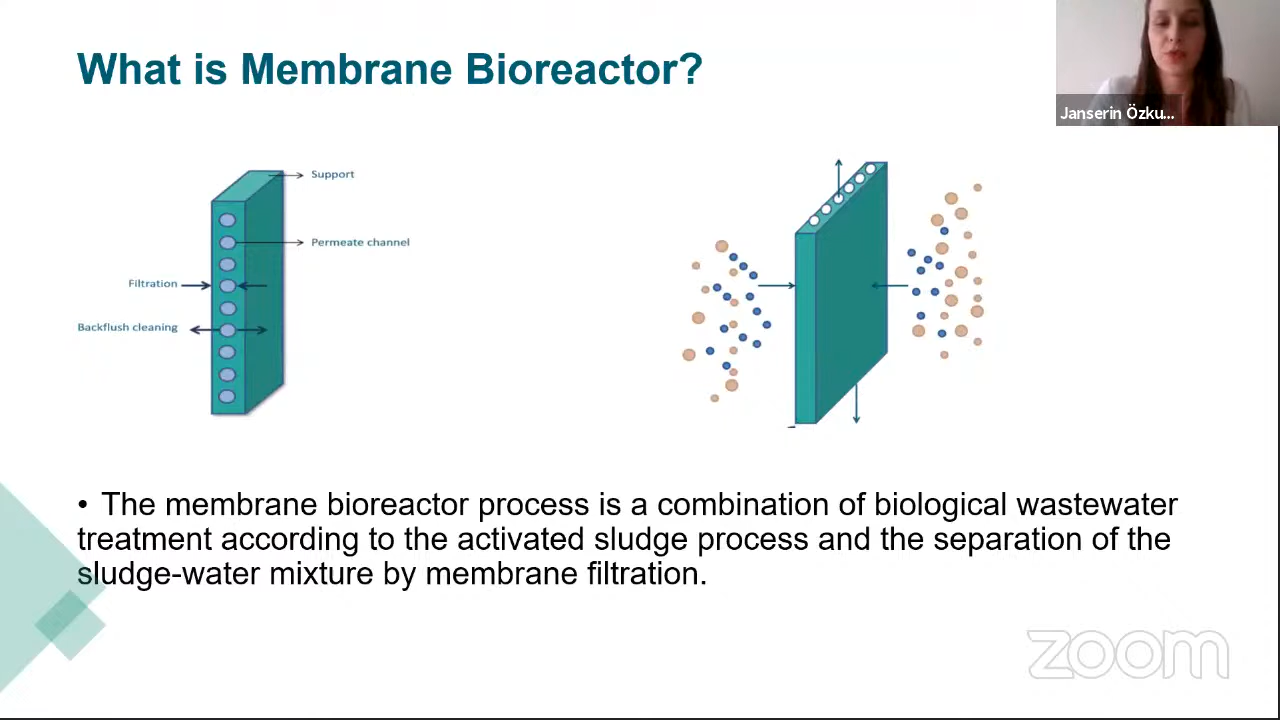 What is Membrane Bioreactor?
Janserin Özku...
Support
Permeate channel
Filtration
Backflush cleaning
• The membrane bioreactor process is a combination of biological wastewater
treatment according to the activated sludge process and the separation of the
sludge-water mixture by membrane filtration.
zoom